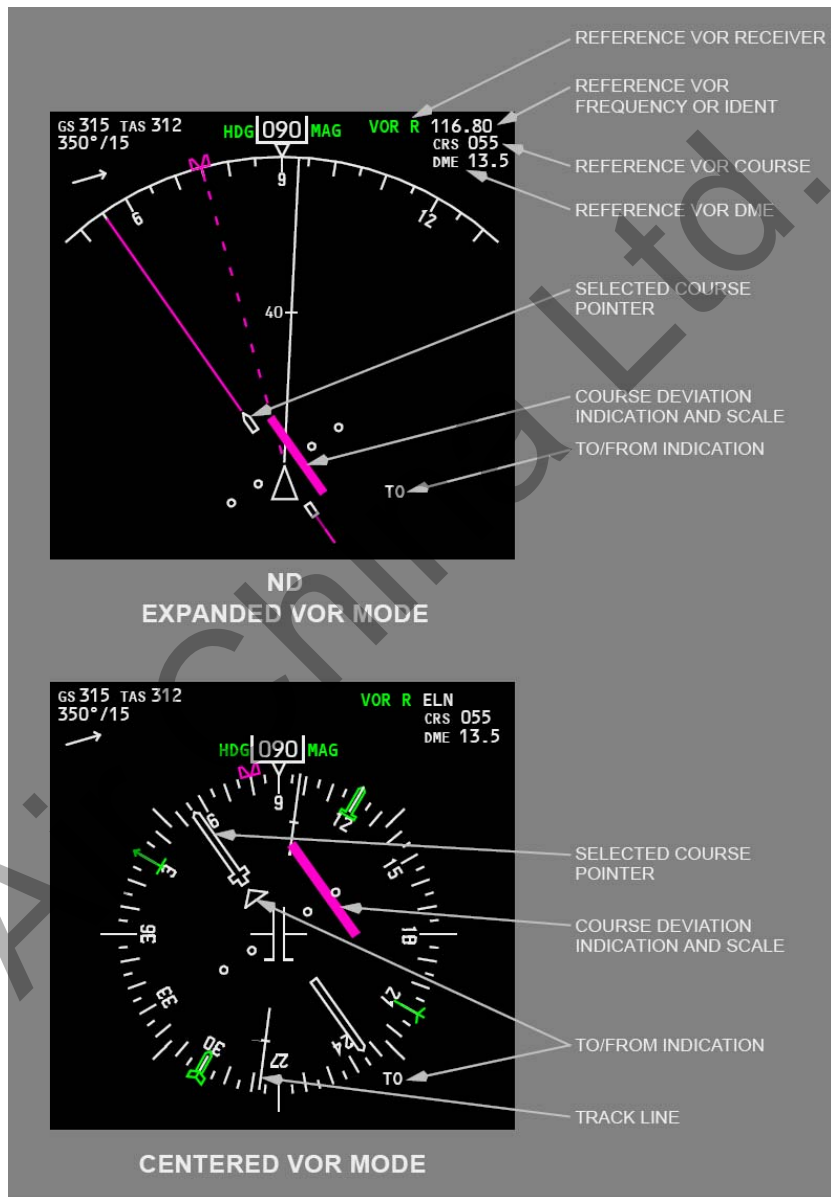 REFERENCE VOR RECEIVER
REFERENCE VOR
FREQUENCY OR IDENT
REFERENCE VOR COURSE
REFERENCE VOR DME
GS 315 TAS 312
350°/15
HDG 090 MAG
VOR R 116.80
CRS 055
DME 13.5
6
9
12
40
SELECTED COURSE
POINTER
COURSE DEVIATION
INDICATION AND SCALE
TO/FROM INDICATION
TO
ND
EXPANDED VOR MODE
GS 315 TAS 312
350°/15
VOR R ELN
CRS 055
DME 13.5
HDG 090 MAG
6
9
12
3
15
36
18
33
21
30
27
24
TO
SELECTED COURSE
POINTER
COURSE DEVIATION
INDICATION AND SCALE
TO/FROM INDICATION
TRACK LINE
CENTERED VOR MODE
Air China Ltd.